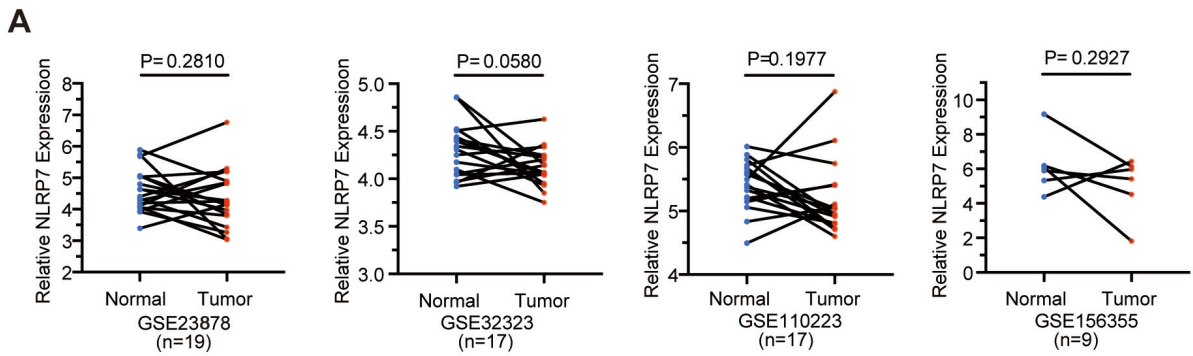 A
P= 0.2810
Relative NLRP7 Expressioon
8
7
6
5
4
3
2
Normal Tumor
GSE23878
(n=19)
P= 0.0580
Relative NLRP7 Expressioon
5.0
4.5
4.0
3.5
3.0
Normal Tumor
GSE32323
(n=17)
P=0.1977
Relative NLRP7 Expressioon
7
6
5
4
Normal Tumor
GSE110223
(n=17)
P= 0.2927
Relative NLRP7 Expressioon
10
8
6
4
2
0
Normal Tumor
GSE156355
(n=9)